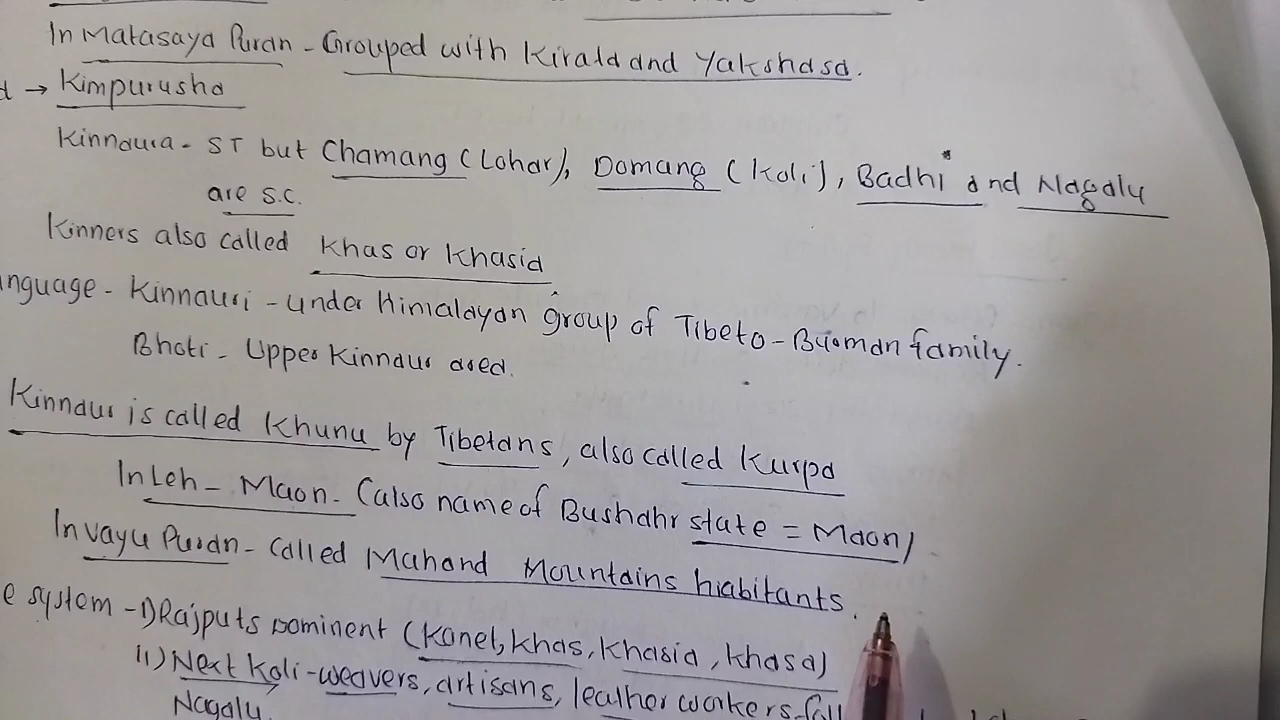 In Matasaya Puran - Grouped with Kirata and Yakshasa.
→ Kimpurusha
Kinnaura - ST but Chamang (Lohar), Domang (Koli), Badhi and Nagalu
are S.C.
Kinners also called Khas or Khasia
nguage - Kinnauri - under Himalayan group of Tibeto-Burman family.
Bhoti - Upper Kinnaur area.
Kinnaur is called Khunu by Tibetans, also called Kurpa
In Leh - Maon - (also name of Bushahr state = Maon)
In vayu Puran - called Mahand Mountains hiabitants.
e system - i) Rajputs Dominent (Kanet, Khas, Khasia, Khasa)
ii) Next Koli - weavers, artisans, leather workers
Nagalu